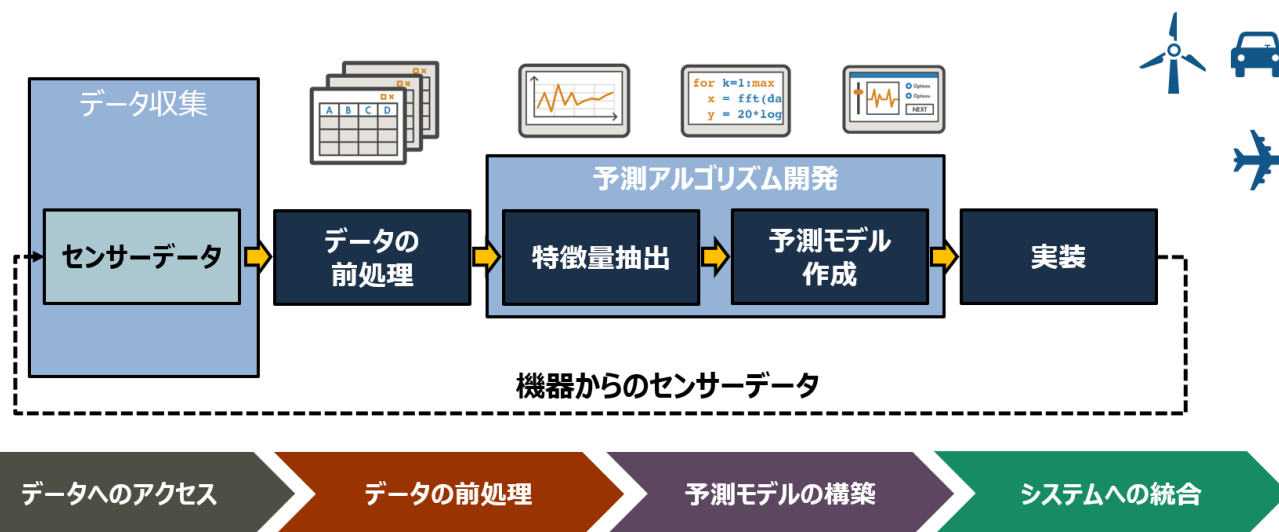 データ収集
A B C D
for k=1:max
x = fft(da
y = 20*log
Options
Options
NEXT
予測アルゴリズム開発
センサーデータ
データの
前処理
特徴量抽出
予測モデル
作成
実装
機器からのセンサーデータ
データへのアクセス
データの前処理
予測モデルの構築
システムへの統合